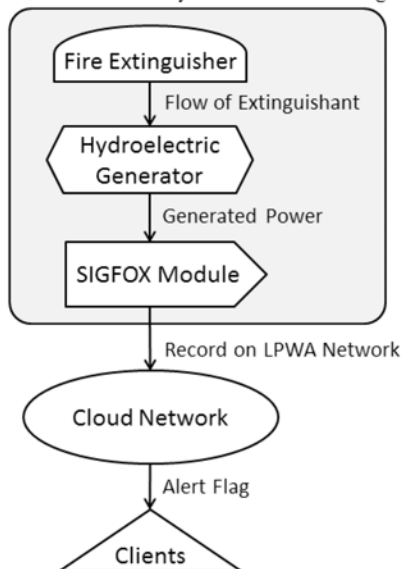 Fire Extinguisher
Flow of Extinguishant
Hydroelectric
Generator
Generated Power
SIGFOX Module
Record on LPWA Network
Cloud Network
Alert Flag
Clients